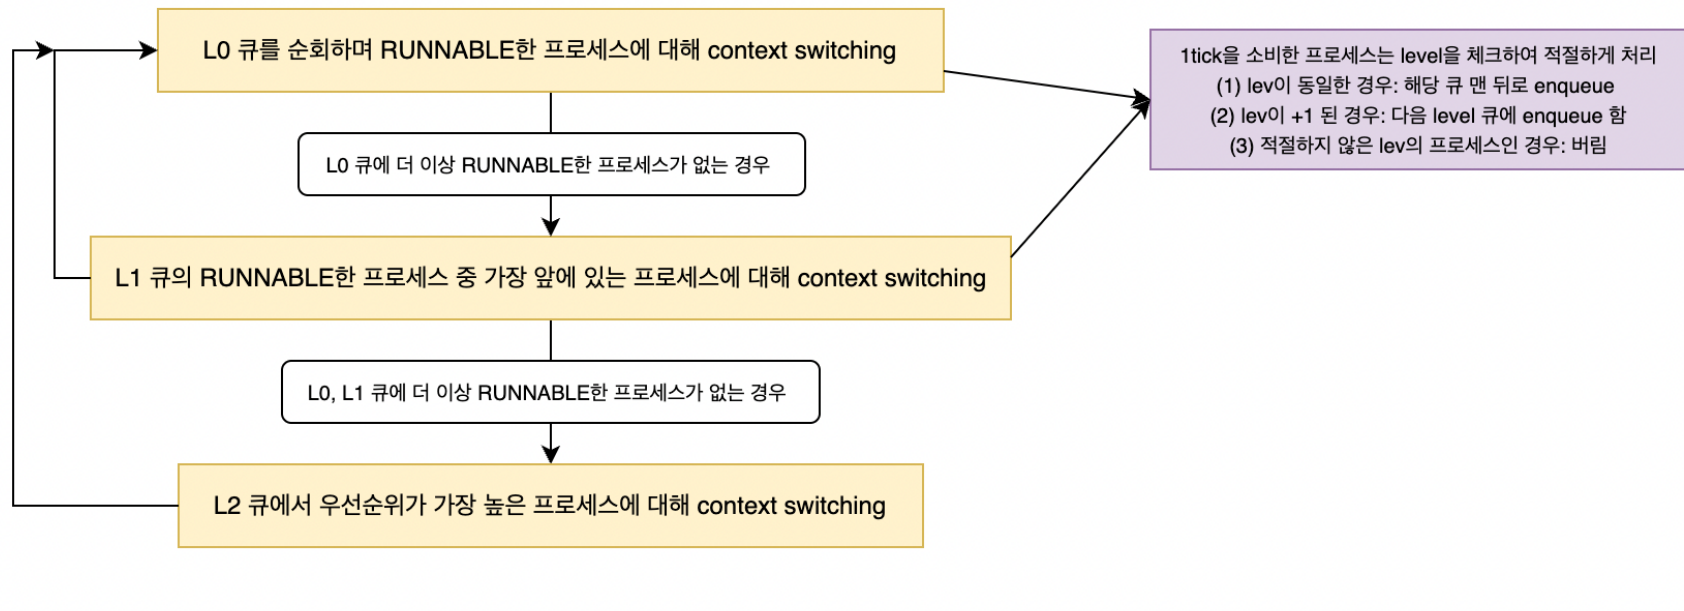 L0 큐를 순회하며 RUNNABLE한 프로세스에 대해 context switching
1tick을 소비한 프로세스는 level을 체크하여 적절하게 처리
(1) lev이 동일한 경우: 해당 큐 맨 뒤로 enqueue
(2) lev이 +1 된 경우: 다음 level 큐에 enqueue 함
(3) 적절하지 않은 lev의 프로세스인 경우: 버림
L0 큐에 더 이상 RUNNABLE한 프로세스가 없는 경우
L1 큐의 RUNNABLE한 프로세스 중 가장 앞에 있는 프로세스에 대해 context switching
L0, L1 큐에 더 이상 RUNNABLE한 프로세스가 없는 경우
L2 큐에서 우선순위가 가장 높은 프로세스에 대해 context switching